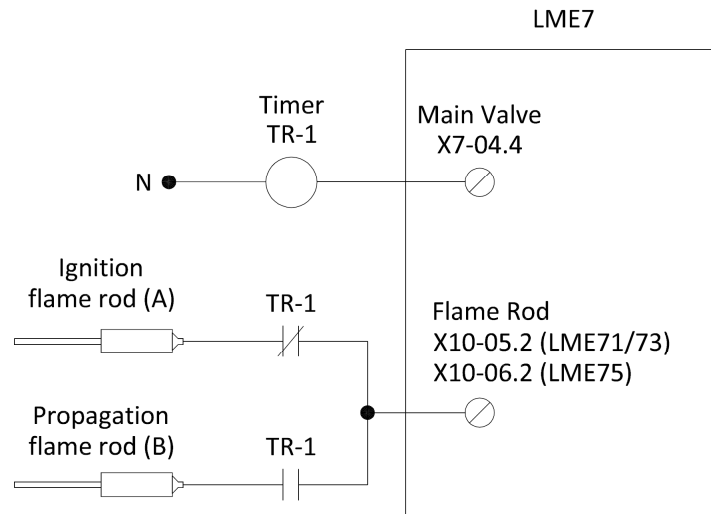 LME7
Timer
TR-1
Main Valve
X7-04.4
N
Ignition
flame rod (A)
TR-1
Flame Rod
X10-05.2 (LME71/73)
X10-06.2 (LME75)
Propagation
flame rod (B)
TR-1